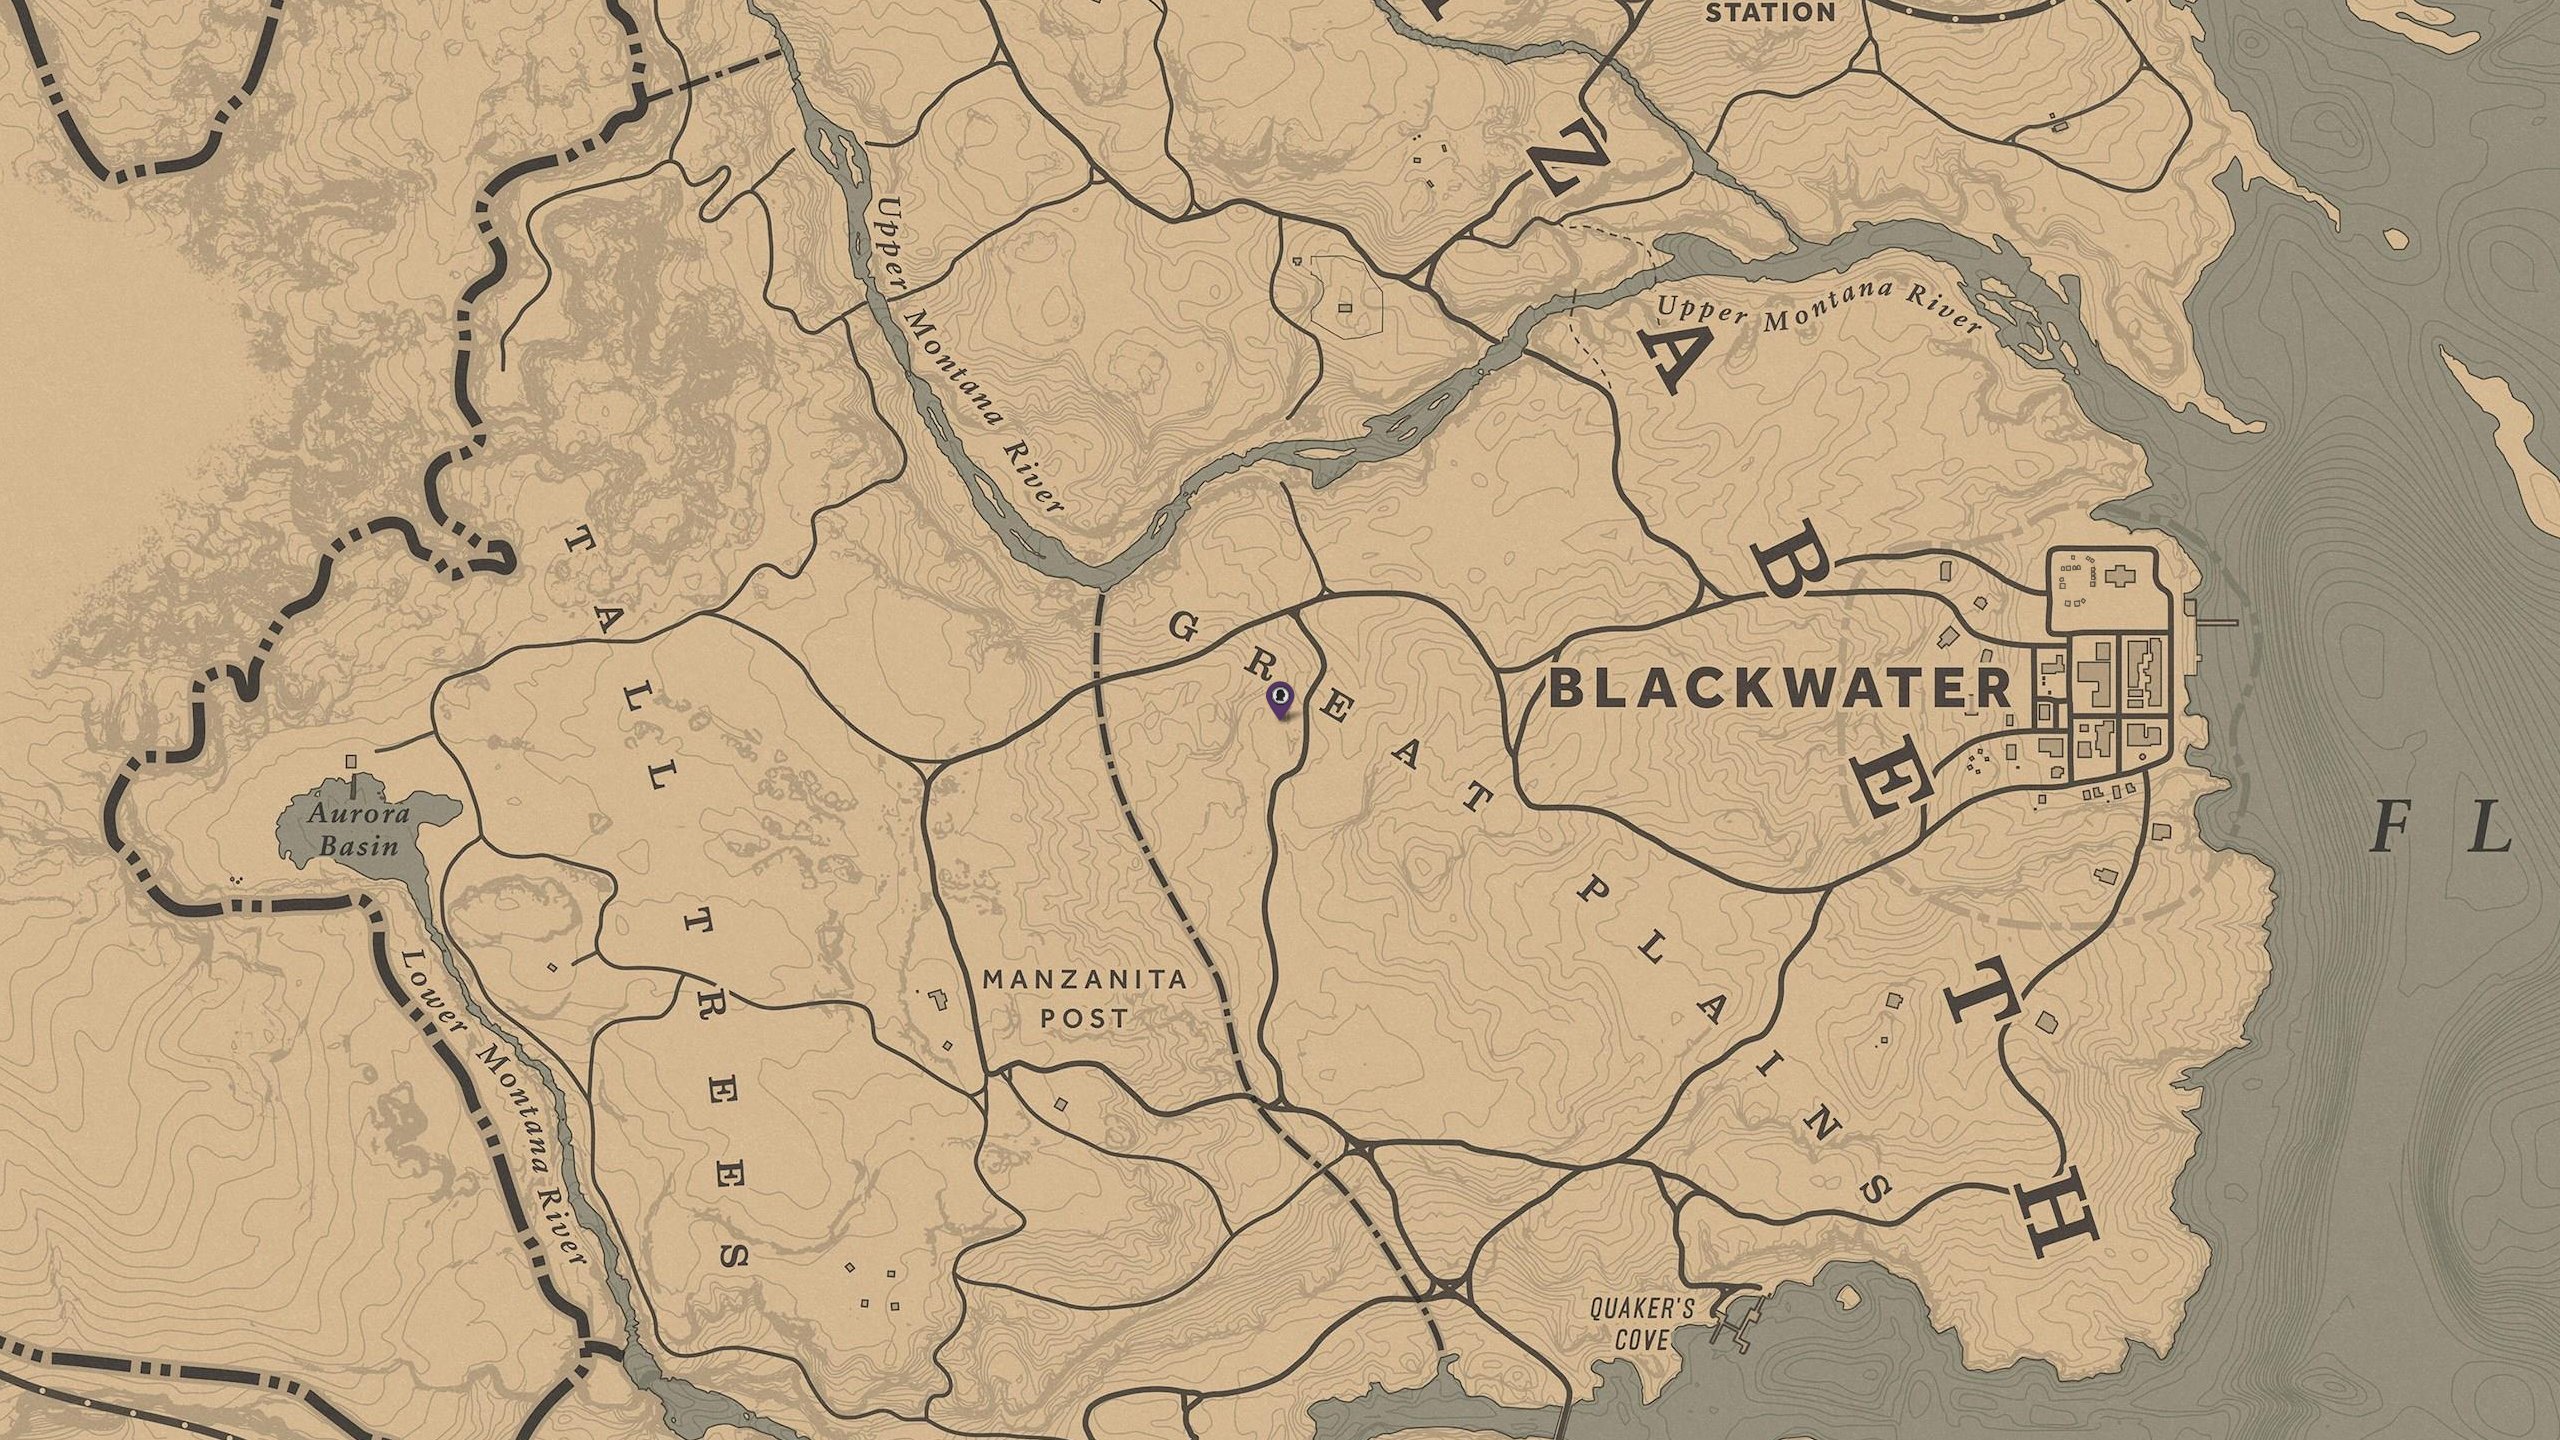 STATION
Z
A
B
E
T
H
Upper Montana River
Upper Montana River
TALL TREES
GREAT PLAINS
BLACKWATER
Aurora
Basin
F L
Lower Montana River
MANZANITA
POST
QUAKER'S
COVE